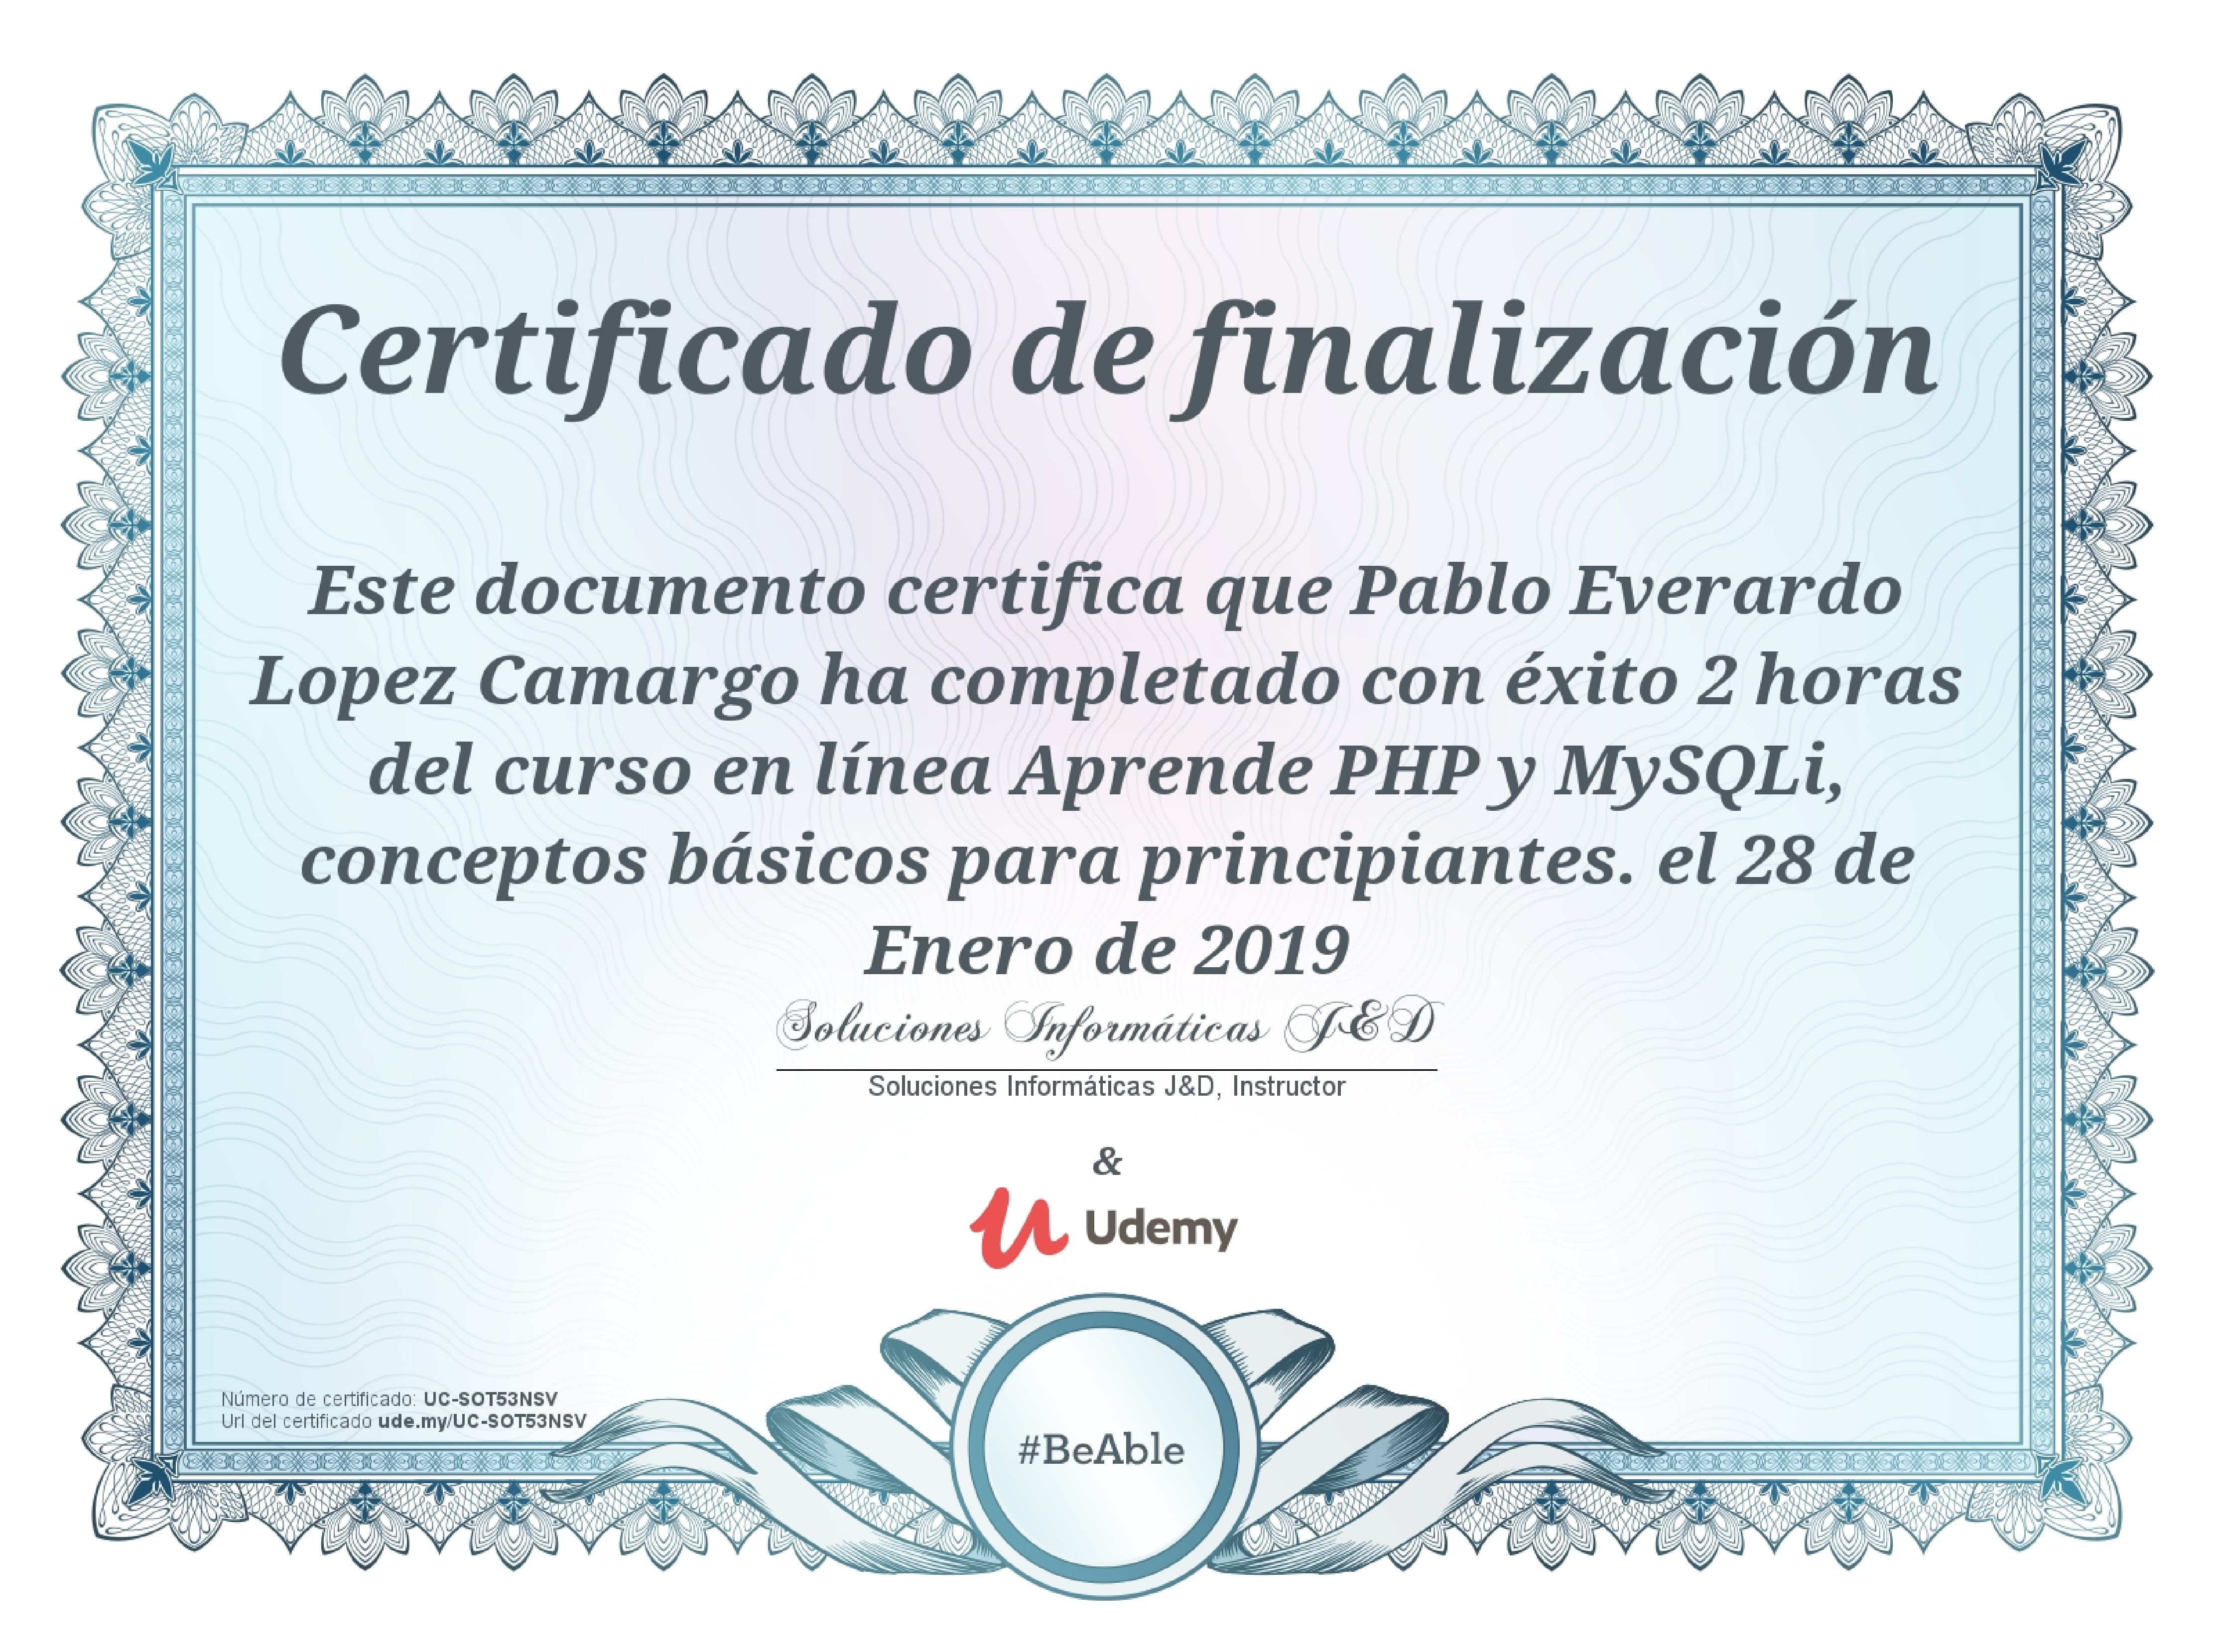 Certificado de finalización
Este documento certifica que Pablo Everardo
Lopez Camargo ha completado con éxito 2 horas
del curso en línea Aprende PHP y MySQLi,
conceptos básicos para principiantes. el 28 de
Enero de 2019
Soluciones Informáticas J&D
Soluciones Informáticas J&D, Instructor
&
Udemy
Número de certificado: UC-SOT53NSV
Url del certificado ude.my/UC-SOT53NSV
#BeAble